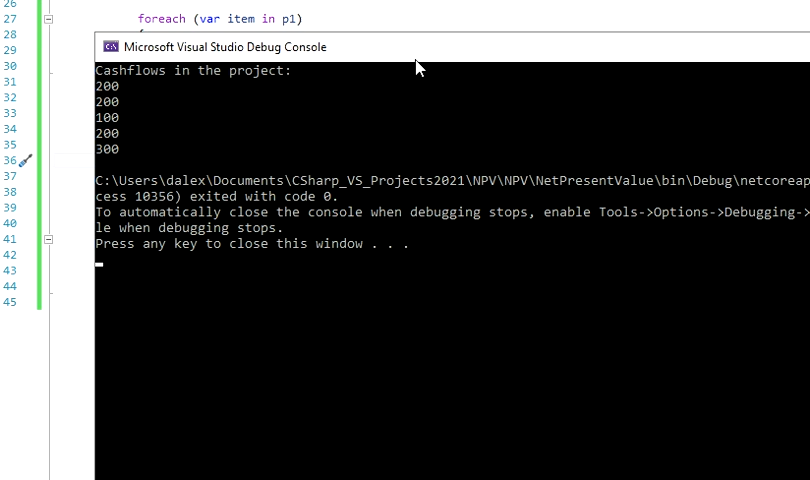 26
27 foreach (var item in p1)
28
29 Microsoft Visual Studio Debug Console
30
Cashflows in the project:
31 200
32 200
33 100
34 200
35 300
36
37 C:\Users\dalex\Documents\CSharp_VS_Projects2021\NPV\NPV\NetPresentValue\bin\Debug\netcoreap
38 cess 10356) exited with code 0.
39 To automatically close the console when debugging stops, enable Tools->Options->Debugging->
40 le when debugging stops.
41 Press any key to close this window . . .
42
43
44
45